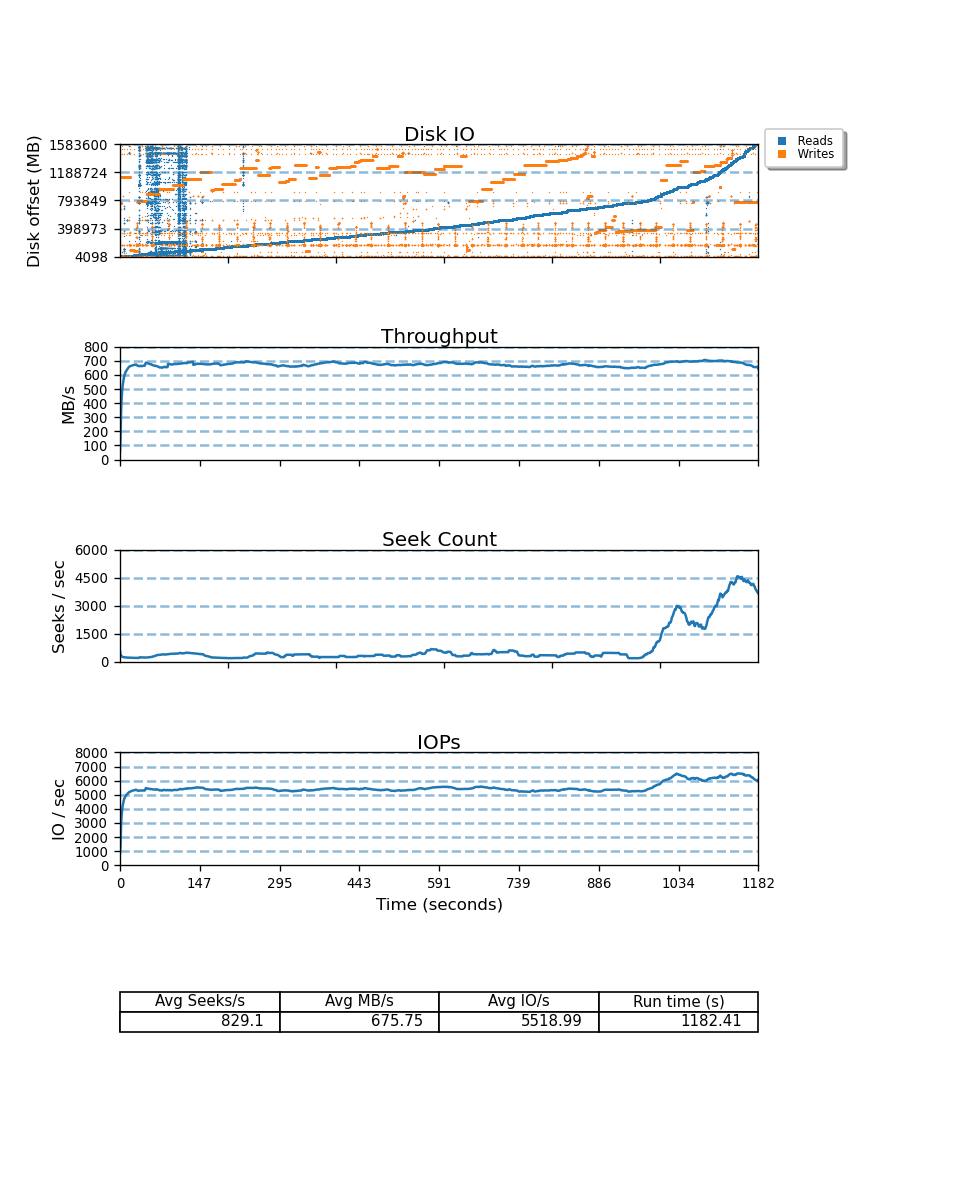 Disk IO
Disk offset (MB)
1583600
1188724
793849
398973
4098
Reads
Writes
Throughput
MB/s
800
700
600
500
400
300
200
100
0
Seek Count
Seeks / sec
6000
4500
3000
1500
0
IOPs
IO / sec
8000
7000
6000
5000
4000
3000
2000
1000
0
0 147 295 443 591 739 886 1034 1182
Time (seconds)
Avg Seeks/s Avg MB/s Avg IO/s Run time (s)
829.1 675.75 5518.99 1182.41